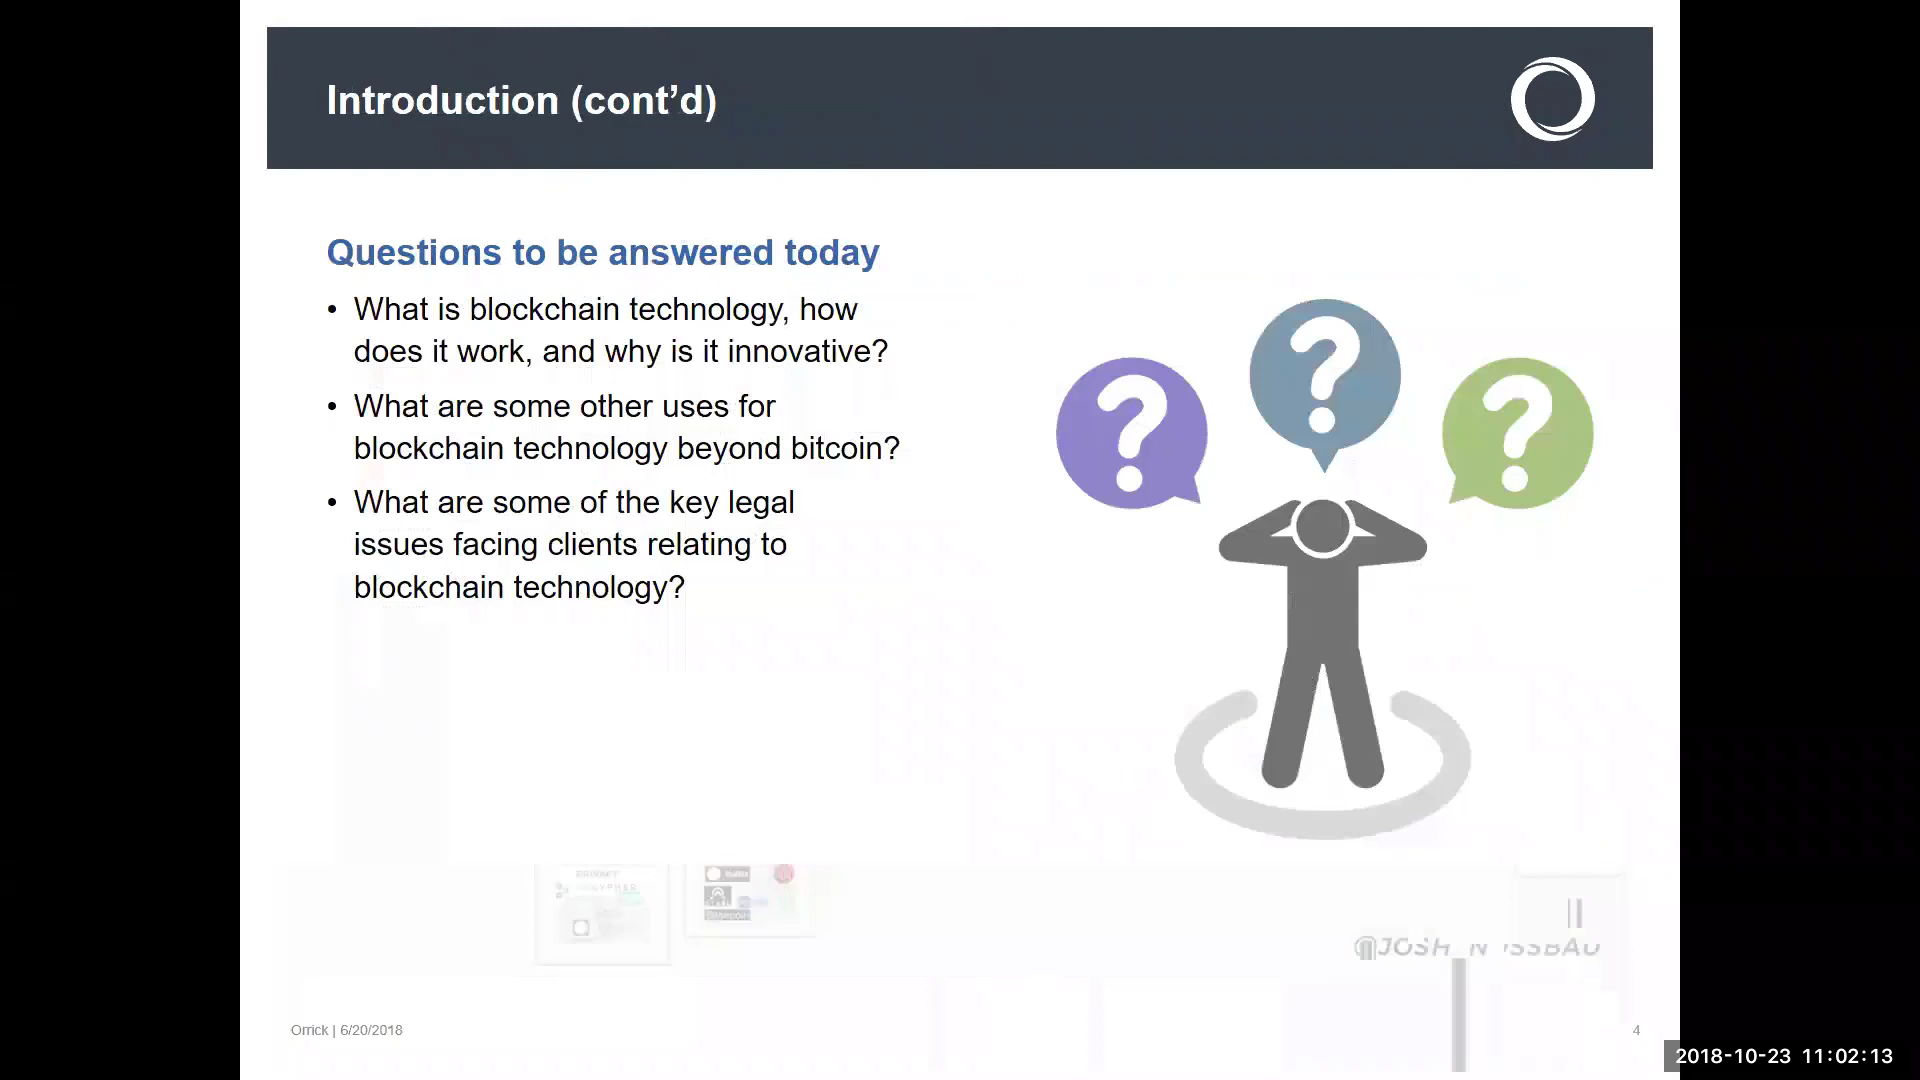 Introduction (cont’d)
Questions to be answered today
• What is blockchain technology, how
does it work, and why is it innovative?
• What are some other uses for
blockchain technology beyond bitcoin?
• What are some of the key legal
issues facing clients relating to
blockchain technology?
? ? ?
Orrick | 6/20/2018
4
2018-10-23 11:02:13